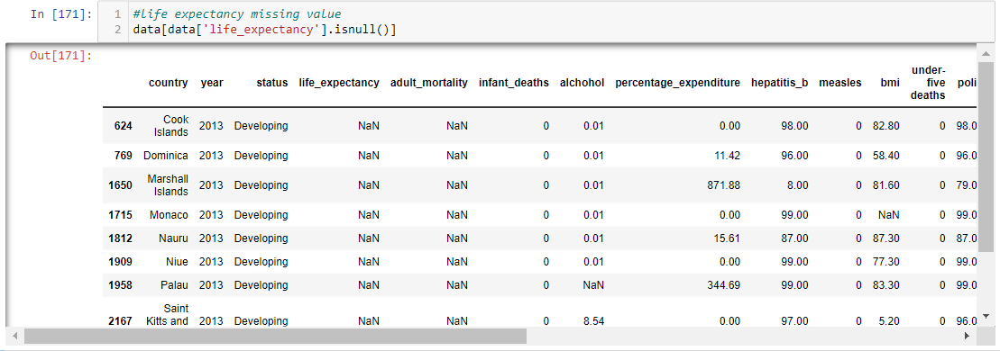 In [171]:
1 #life expectancy missing value
2 data[data['life_expectancy'].isnull()]
Out[171]:
country year status life_expectancy adult_mortality infant_deaths alchohol percentage_expenditure hepatitis_b measles bmi under-five deaths poli
624 Cook Islands 2013 Developing NaN NaN 0 0.01 0.00 98.00 0 82.80 0 98.0
769 Dominica 2013 Developing NaN NaN 0 0.01 11.42 96.00 0 58.40 0 96.0
1650 Marshall Islands 2013 Developing NaN NaN 0 0.01 871.88 8.00 0 81.60 0 79.0
1715 Monaco 2013 Developing NaN NaN 0 0.01 0.00 99.00 0 NaN 0 99.0
1812 Nauru 2013 Developing NaN NaN 0 0.01 15.61 87.00 0 87.30 0 87.0
1909 Niue 2013 Developing NaN NaN 0 0.01 0.00 99.00 0 77.30 0 99.0
1958 Palau 2013 Developing NaN NaN 0 NaN 344.69 99.00 0 83.30 0 99.0
2167 Saint Kitts and 2013 Developing NaN NaN 0 8.54 0.00 97.00 0 5.20 0 96.0